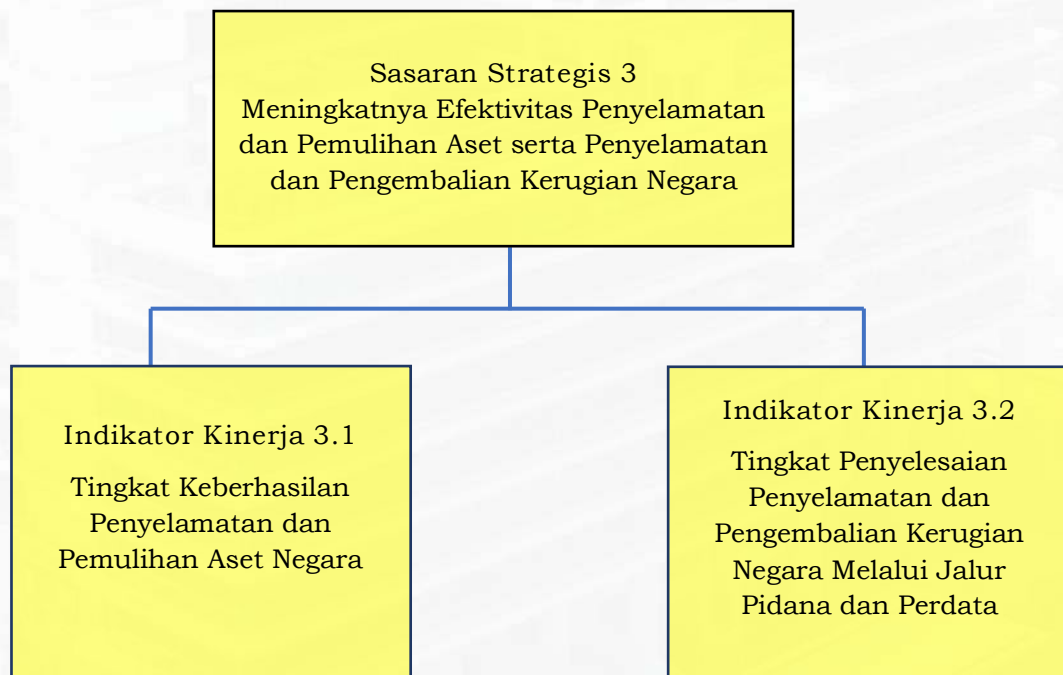 Sasaran Strategis 3
Meningkatnya Efektivitas Penyelamatan
dan Pemulihan Aset serta Penyelamatan
dan Pengembalian Kerugian Negara
Indikator Kinerja 3.1
Tingkat Keberhasilan
Penyelamatan dan
Pemulihan Aset Negara
Indikator Kinerja 3.2
Tingkat Penyelesaian
Penyelamatan dan
Pengembalian Kerugian
Negara Melalui Jalur
Pidana dan Perdata